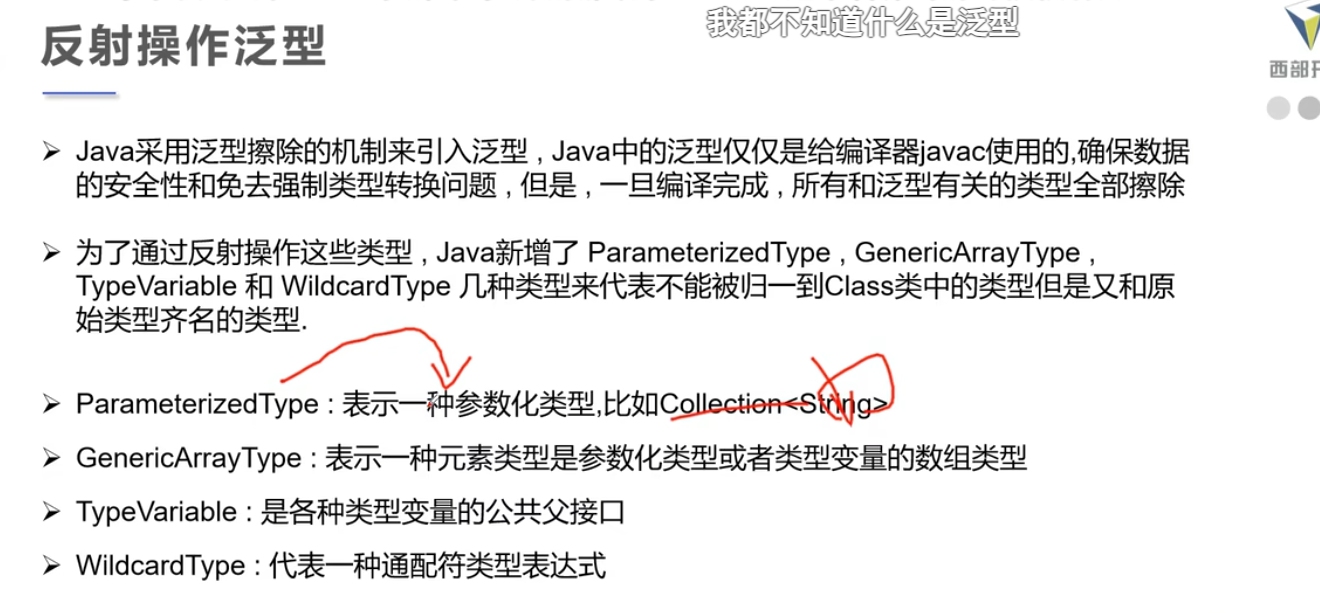 我都不知道什么是泛型
反射操作泛型
西部开
Java采用泛型擦除的机制来引入泛型 , Java中的泛型仅仅是给编译器javac使用的,确保数据
的安全性和免去强制类型转换问题 , 但是 , 一旦编译完成 , 所有和泛型有关的类型全部擦除
为了通过反射操作这些类型 , Java新增了 ParameterizedType , GenericArrayType ,
TypeVariable 和 WildcardType 几种类型来代表不能被归一到Class类中的类型但是又和原
始类型齐名的类型.
ParameterizedType : 表示一种参数化类型,比如Collection<String>
GenericArrayType : 表示一种元素类型是参数化类型或者类型变量的数组类型
TypeVariable : 是各种类型变量的公共父接口
WildcardType : 代表一种通配符类型表达式